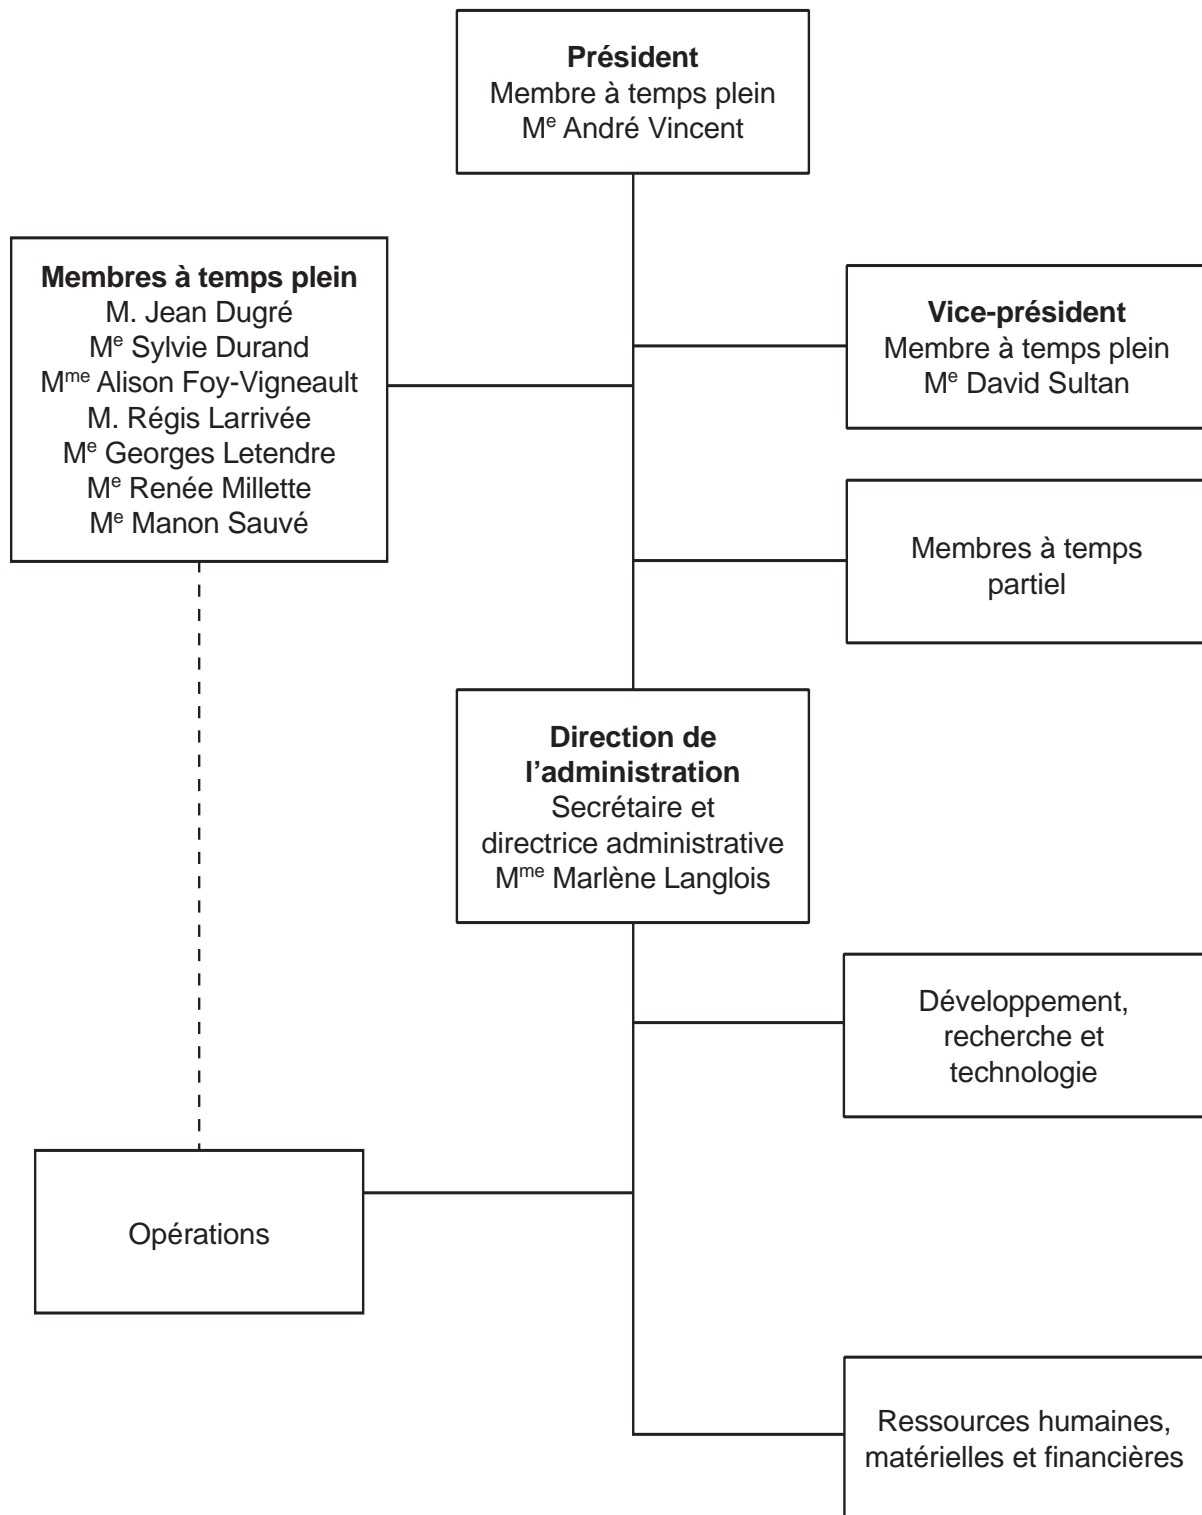 Président
Membre à temps plein
Me André Vincent
Membres à temps plein
M. Jean Dugré
Me Sylvie Durand
Mme Alison Foy-Vigneault
M. Régis Larrivée
Me Georges Letendre
Me Renée Millette
Me Manon Sauvé
Vice-président
Membre à temps plein
Me David Sultan
Membres à temps
partiel
Direction de
l’administration
Secrétaire et
directrice administrative
Mme Marlène Langlois
Développement,
recherche et
technologie
Opérations
Ressources humaines,
matérielles et financières